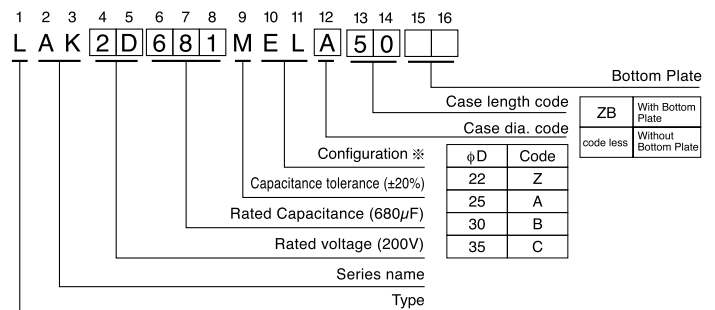 1 2 3 4 5 6 7 8 9 10 11 12 13 14 15 16
L A K 2 D 6 8 1 M E L A 5 0
Bottom Plate
Case length code
ZB With Bottom Plate
code less Without Bottom Plate
Case dia. code
Configuration ※
φD Code
22 Z
25 A
30 B
35 C
Capacitance tolerance (±20%)
Rated Capacitance (680μF)
Rated voltage (200V)
Series name
Type